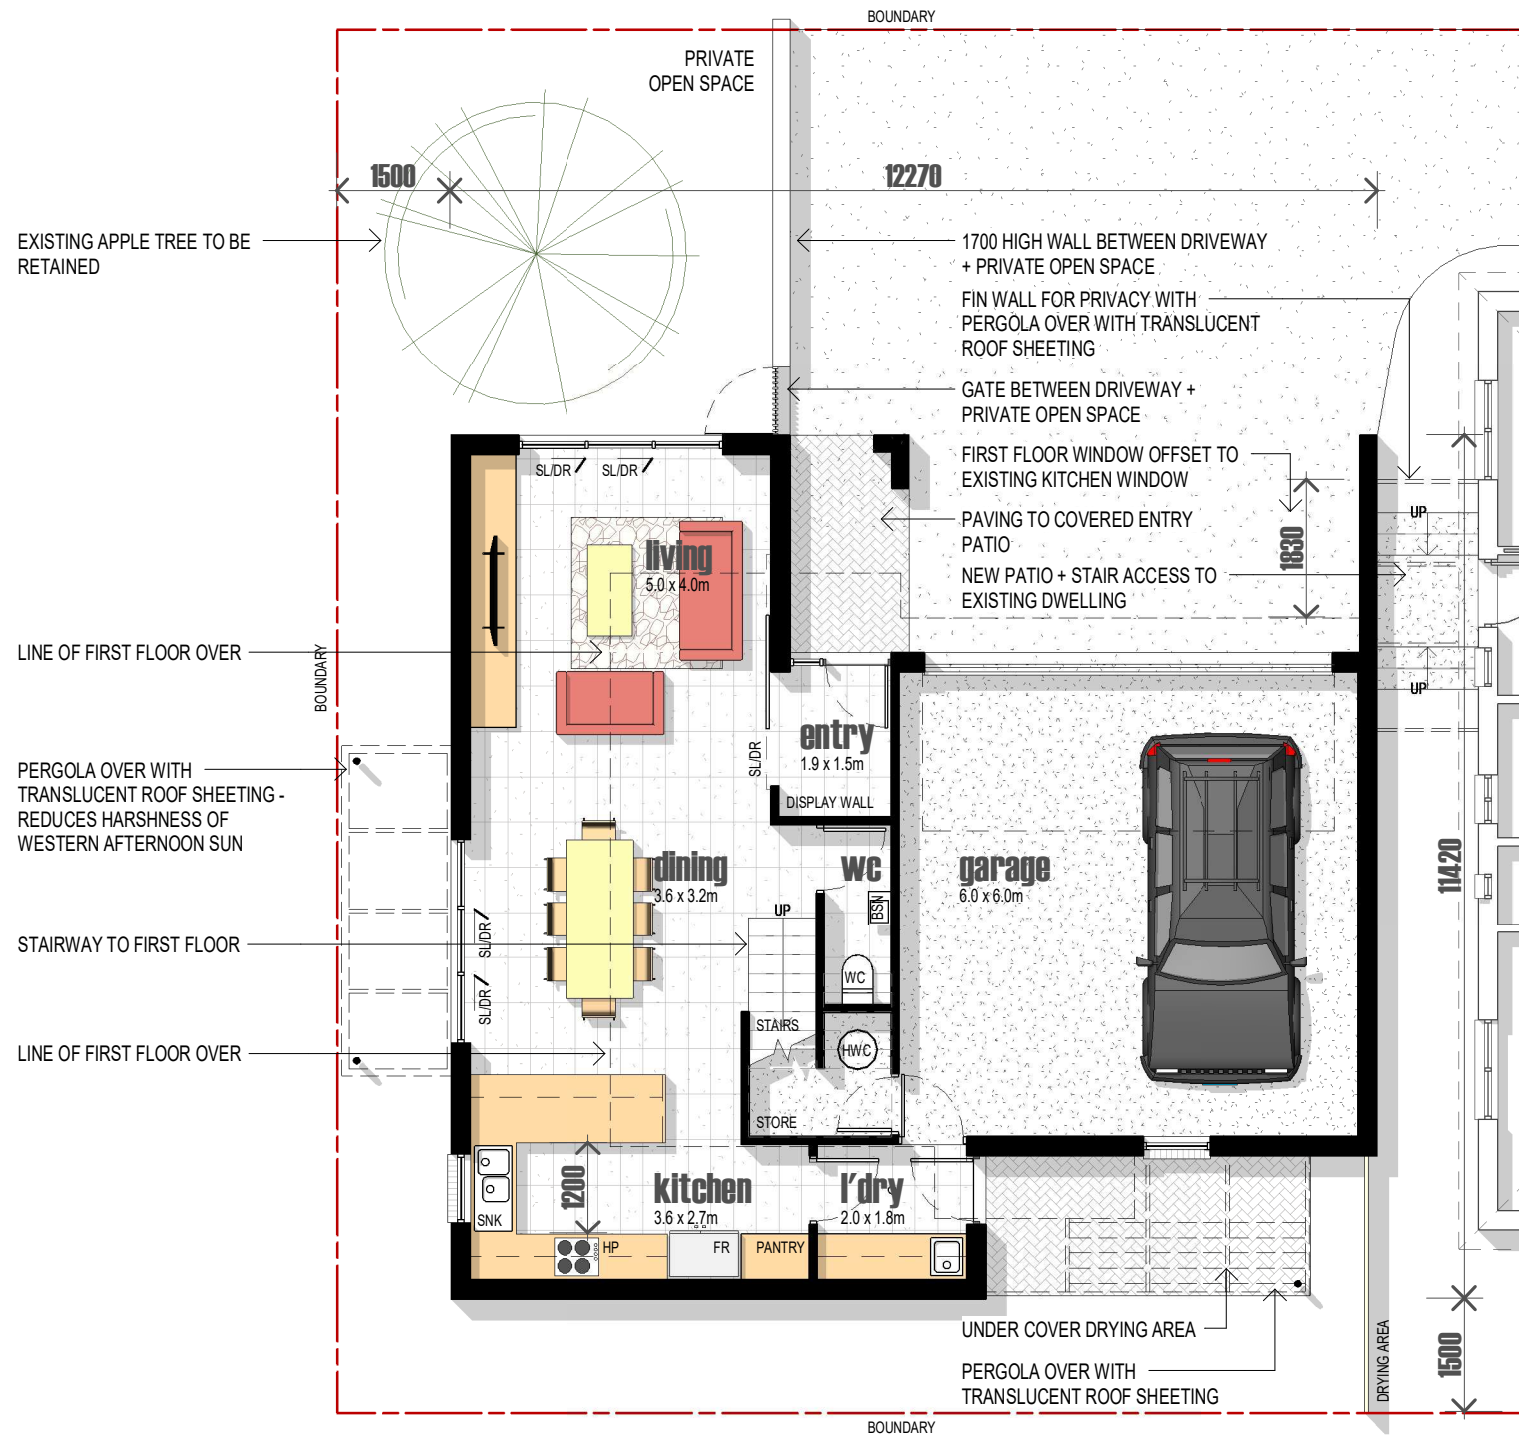 BOUNDARY
PRIVATE
OPEN SPACE
1500
12270
EXISTING APPLE TREE TO BE
RETAINED
1700 HIGH WALL BETWEEN DRIVEWAY
+ PRIVATE OPEN SPACE
FIN WALL FOR PRIVACY WITH
PERGOLA OVER WITH TRANSLUCENT
ROOF SHEETING
GATE BETWEEN DRIVEWAY +
PRIVATE OPEN SPACE
FIRST FLOOR WINDOW OFFSET TO
EXISTING KITCHEN WINDOW
SL/DR
SL/DR
UP
PAVING TO COVERED ENTRY
PATIO
1830
living
5.0 x 4.0m
NEW PATIO + STAIR ACCESS TO
EXISTING DWELLING
LINE OF FIRST FLOOR OVER
BOUNDARY
UP
entry
1.9 x 1.5m
SL/DR
PERGOLA OVER WITH
TRANSLUCENT ROOF SHEETING -
REDUCES HARSHNESS OF
WESTERN AFTERNOON SUN
DISPLAY WALL
dining
3.6 x 3.2m
wc
garage
6.0 x 6.0m
11420
BSN
UP
STAIRWAY TO FIRST FLOOR
SL/DR
SL/DR
WC
STAIRS
HWC
LINE OF FIRST FLOOR OVER
STORE
1200
kitchen
3.6 x 2.7m
l'dry
2.0 x 1.8m
SNK
HP
FR
PANTRY
UNDER COVER DRYING AREA
PERGOLA OVER WITH
TRANSLUCENT ROOF SHEETING
DRYING AREA
1500
BOUNDARY